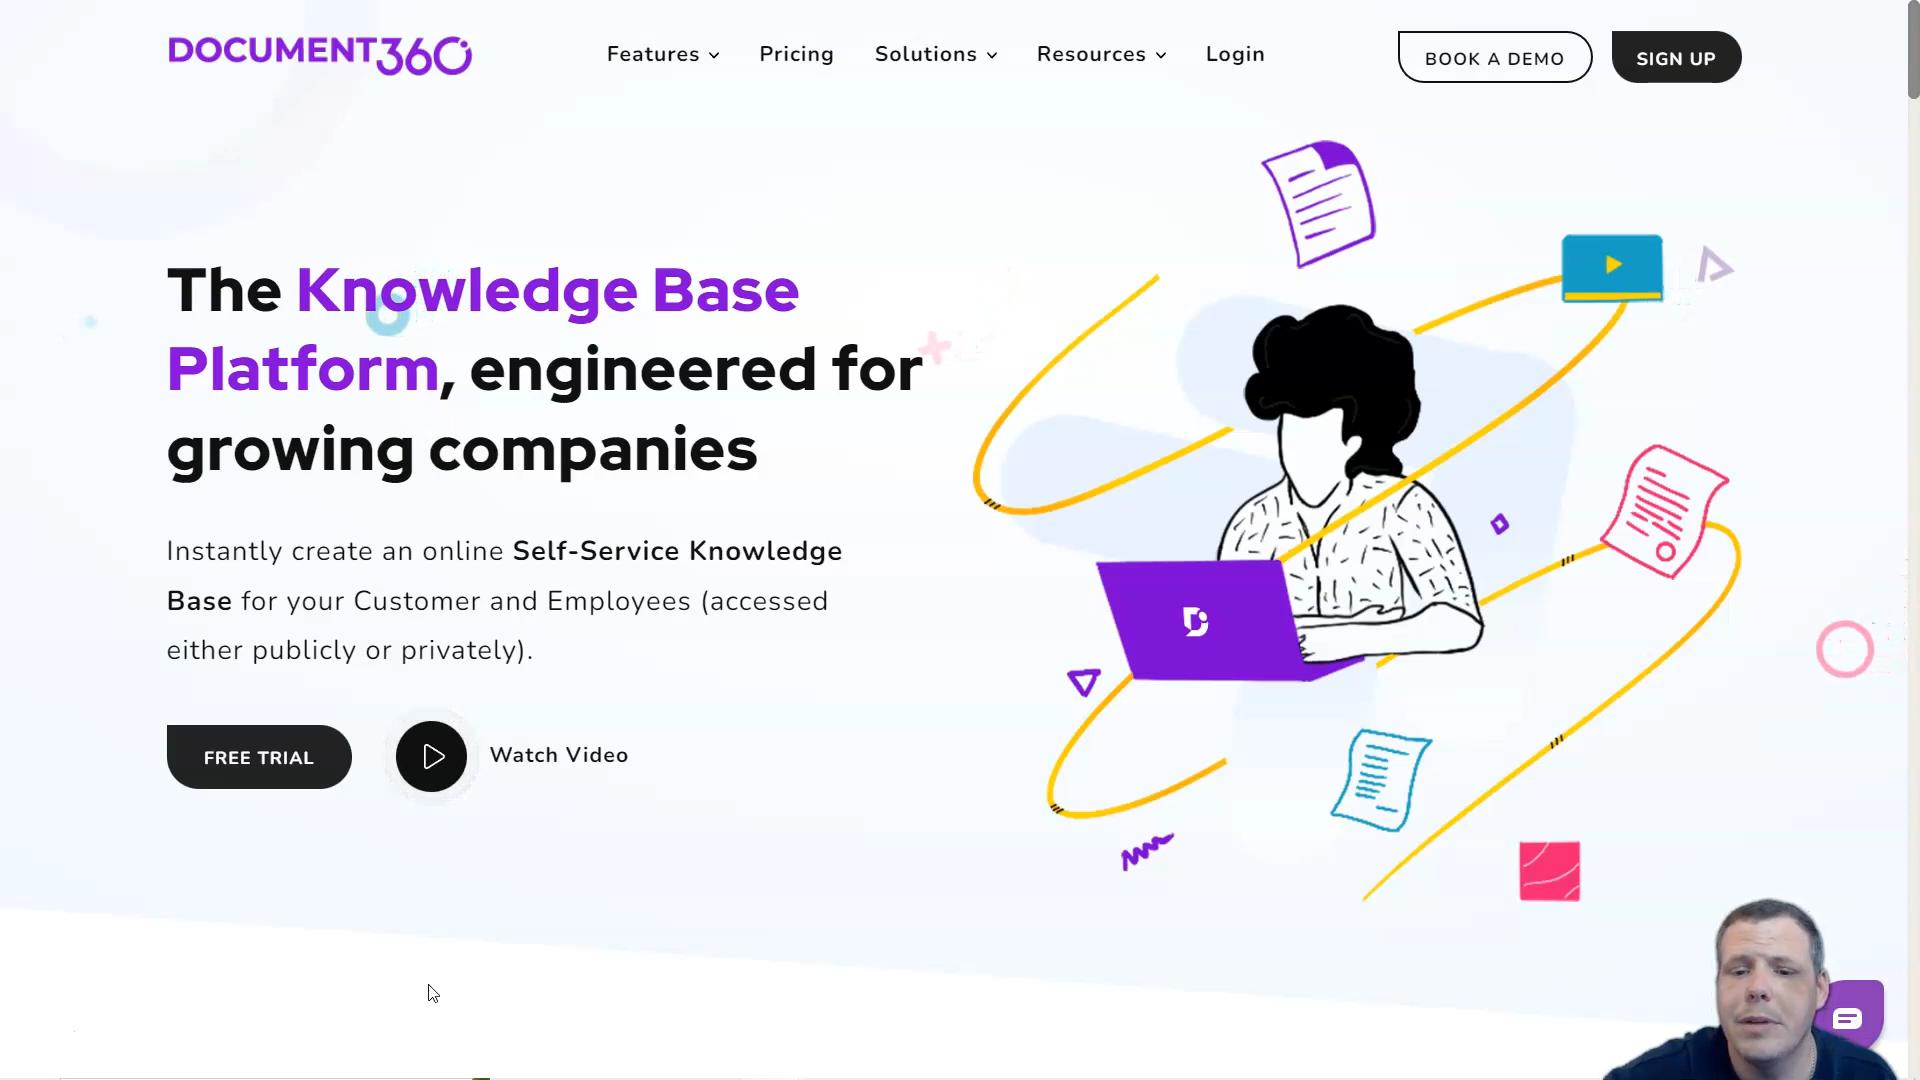 DOCUMENT360
Features
Pricing
Solutions
Resources
Login
BOOK A DEMO
SIGN UP
The Knowledge Base
Platform, engineered for
growing companies
Instantly create an online Self-Service Knowledge
Base for your Customer and Employees (accessed
either publicly or privately).
FREE TRIAL
Watch Video